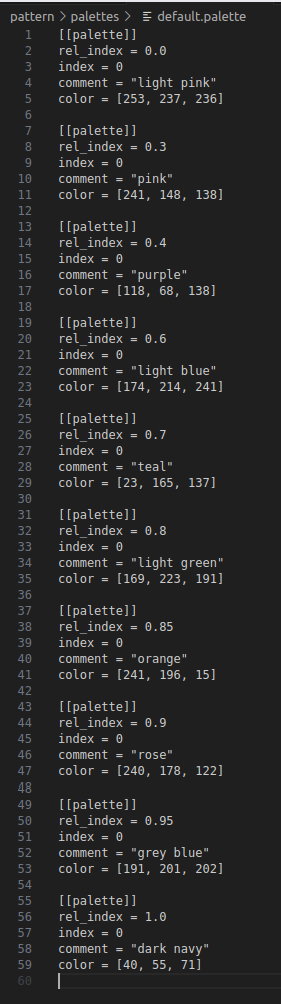 pattern > palettes > default.palette
1 [[palette]]
2 rel_index = 0.0
3 index = 0
4 comment = "light pink"
5 color = [253, 237, 236]
6
7 [[palette]]
8 rel_index = 0.3
9 index = 0
10 comment = "pink"
11 color = [241, 148, 138]
12
13 [[palette]]
14 rel_index = 0.4
15 index = 0
16 comment = "purple"
17 color = [118, 68, 138]
18
19 [[palette]]
20 rel_index = 0.6
21 index = 0
22 comment = "light blue"
23 color = [174, 214, 241]
24
25 [[palette]]
26 rel_index = 0.7
27 index = 0
28 comment = "teal"
29 color = [23, 165, 137]
30
31 [[palette]]
32 rel_index = 0.8
33 index = 0
34 comment = "light green"
35 color = [169, 223, 191]
36
37 [[palette]]
38 rel_index = 0.85
39 index = 0
40 comment = "orange"
41 color = [241, 196, 15]
42
43 [[palette]]
44 rel_index = 0.9
45 index = 0
46 comment = "rose"
47 color = [240, 178, 122]
48
49 [[palette]]
50 rel_index = 0.95
51 index = 0
52 comment = "grey blue"
53 color = [191, 201, 202]
54
55 [[palette]]
56 rel_index = 1.0
57 index = 0
58 comment = "dark navy"
59 color = [40, 55, 71]
60